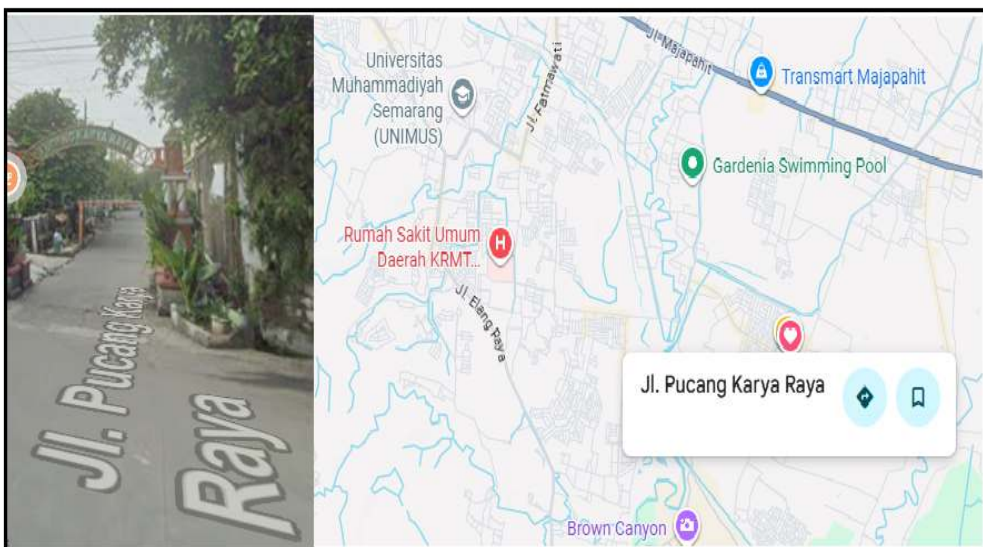 Jl. Pucang Karya
Raya
Universitas
Muhammadiyah
Semarang
(UNIMUS)
Jl. Fatmawati
Jl. Majapahit
Transmart Majapahit
Gardenia Swimming Pool
Rumah Sakit Umum
Daerah KRMT...
Jl. Elang Raya
Jl. Pucang Karya Raya
Brown Canyon